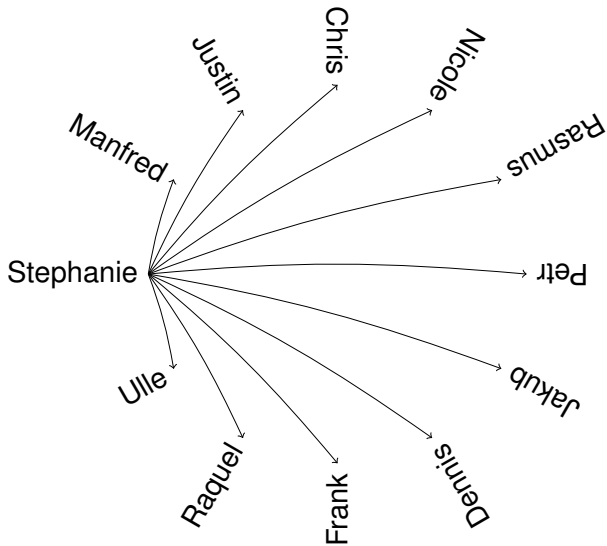 Chris
Justin
Nicole
Manfred
Rasmus
Stephanie
Petr
Ulle
Jakub
Raquel
Frank
Dennis